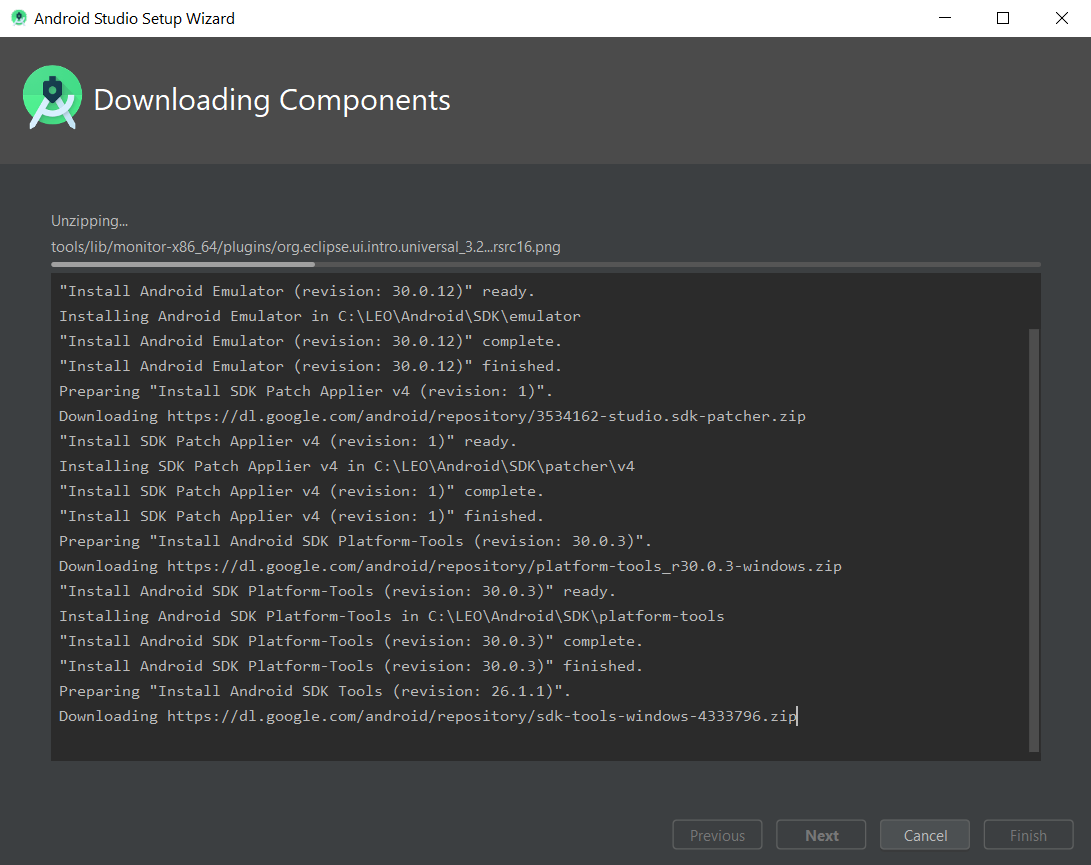 Android Studio Setup Wizard
Downloading Components
Unzipping...
tools/lib/monitor-x86_64/plugins/org.eclipse.ui.intro.universal_3.2...rsrc16.png
"Install Android Emulator (revision: 30.0.12)" ready.
Installing Android Emulator in C:\LEO\Android\SDK\emulator
"Install Android Emulator (revision: 30.0.12)" complete.
"Install Android Emulator (revision: 30.0.12)" finished.
Preparing "Install SDK Patch Applier v4 (revision: 1)".
Downloading https://dl.google.com/android/repository/3534162-studio.sdk-patcher.zip
"Install SDK Patch Applier v4 (revision: 1)" ready.
Installing SDK Patch Applier v4 in C:\LEO\Android\SDK\patcher\v4
"Install SDK Patch Applier v4 (revision: 1)" complete.
"Install SDK Patch Applier v4 (revision: 1)" finished.
Preparing "Install Android SDK Platform-Tools (revision: 30.0.3)".
Downloading https://dl.google.com/android/repository/platform-tools_r30.0.3-windows.zip
"Install Android SDK Platform-Tools (revision: 30.0.3)" ready.
Installing Android SDK Platform-Tools in C:\LEO\Android\SDK\platform-tools
"Install Android SDK Platform-Tools (revision: 30.0.3)" complete.
"Install Android SDK Platform-Tools (revision: 30.0.3)" finished.
Preparing "Install Android SDK Tools (revision: 26.1.1)".
Downloading https://dl.google.com/android/repository/sdk-tools-windows-4333796.zip
Previous Next Cancel Finish